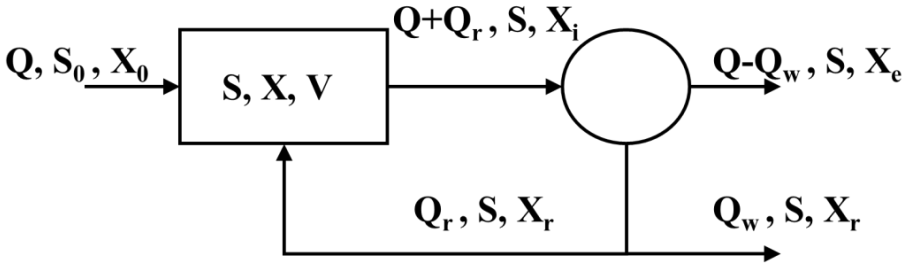 Q+Qr, S, Xi
Q, S0, X0
S, X, V
Q-Qw, S, Xe
Qr, S, Xr
Qw, S, Xr